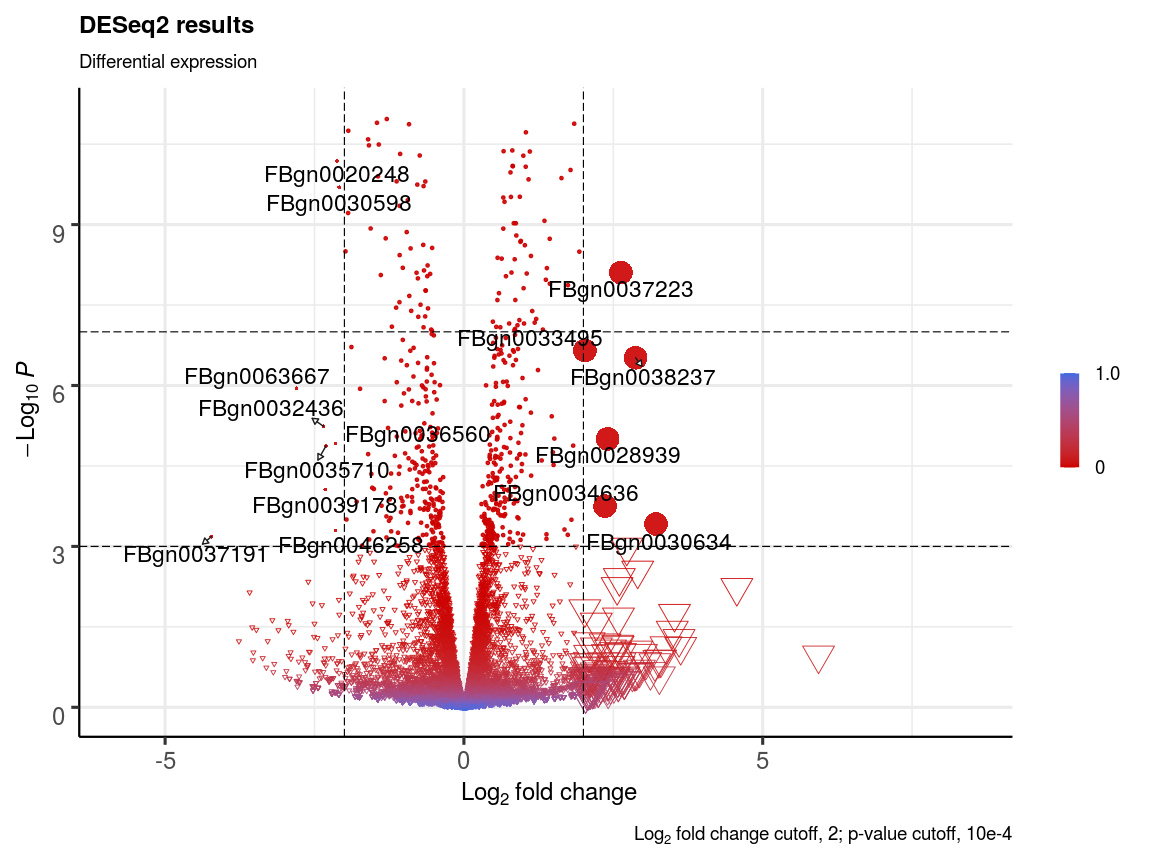 DESeq2 results
Differential expression
FBgn0020248
FBgn0030598
9
FBgn0037223
FBgn0033495
FBgn0063667
FBgn0038237
6
FBgn0032436
FBgn0036560
FBgn0028939
FBgn0035710
FBgn0034636
FBgn0039178
FBgn0030634
FBgn0046258
FBgn0037191
3
0
−Log10 P
1.0
0
-5
0
5
Log2 fold change
Log2 fold change cutoff, 2; p-value cutoff, 10e-4